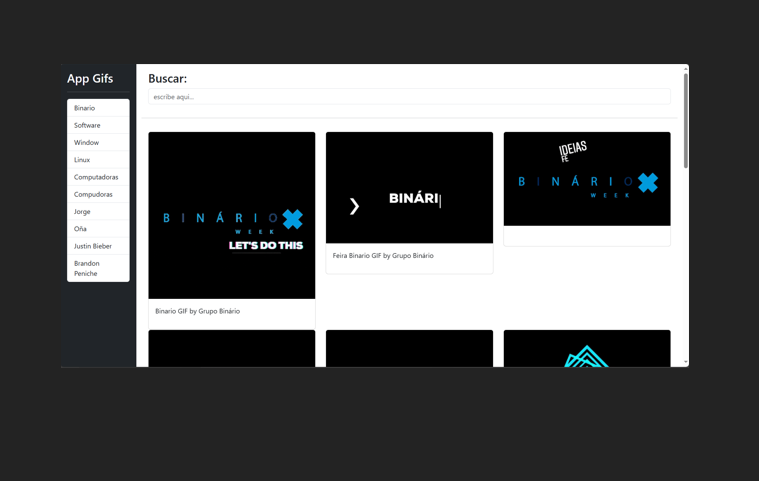 App Gifs
Binario
Software
Window
Linux
Computadoras
Compudoras
Jorge
Oña
Justin Bieber
Brandon
Peniche
Buscar:
escribe aqui...
BINÁRIO
WEEK
LET'S DO THIS
Binario GIF by Grupo Binário
BINÁRI
Feira Binario GIF by Grupo Binário
IDEIAS
FE
BINÁRIO
WEEK